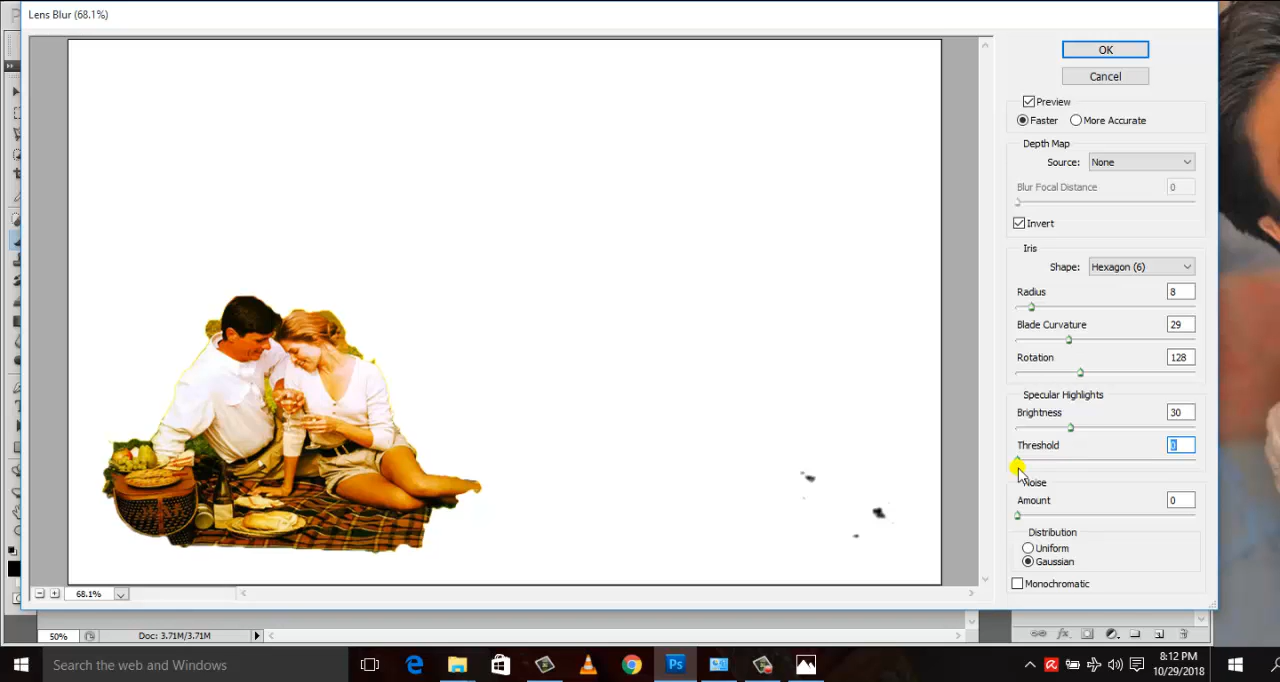 Lens Blur (68.1%)
OK
Cancel
Preview
Faster More Accurate
Depth Map
Source: None
Blur Focal Distance 0
Invert
Iris
Shape: Hexagon (6)
Radius 8
Blade Curvature 29
Rotation 128
Specular Highlights
Brightness 30
Threshold 0
Noise
Amount 0
Distribution
Uniform
Gaussian
Monochromatic
68.1%
50% Doc: 3.71M/3.71M
fx
Search the web and Windows
Ps
8:12 PM
10/29/2018